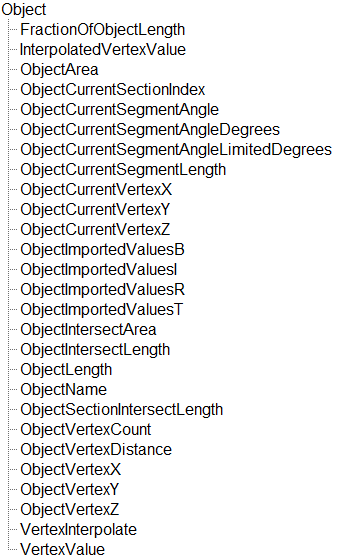 Object
FractionOfObjectLength
InterpolatedVertexValue
ObjectArea
ObjectCurrentSectionIndex
ObjectCurrentSegmentAngle
ObjectCurrentSegmentAngleDegrees
ObjectCurrentSegmentAngleLimitedDegrees
ObjectCurrentSegmentLength
ObjectCurrentVertexX
ObjectCurrentVertexY
ObjectCurrentVertexZ
ObjectImportedValuesB
ObjectImportedValuesI
ObjectImportedValuesR
ObjectImportedValuesT
ObjectIntersectArea
ObjectIntersectLength
ObjectLength
ObjectName
ObjectSectionIntersectLength
ObjectVertexCount
ObjectVertexDistance
ObjectVertexX
ObjectVertexY
ObjectVertexZ
VertexInterpolate
VertexValue